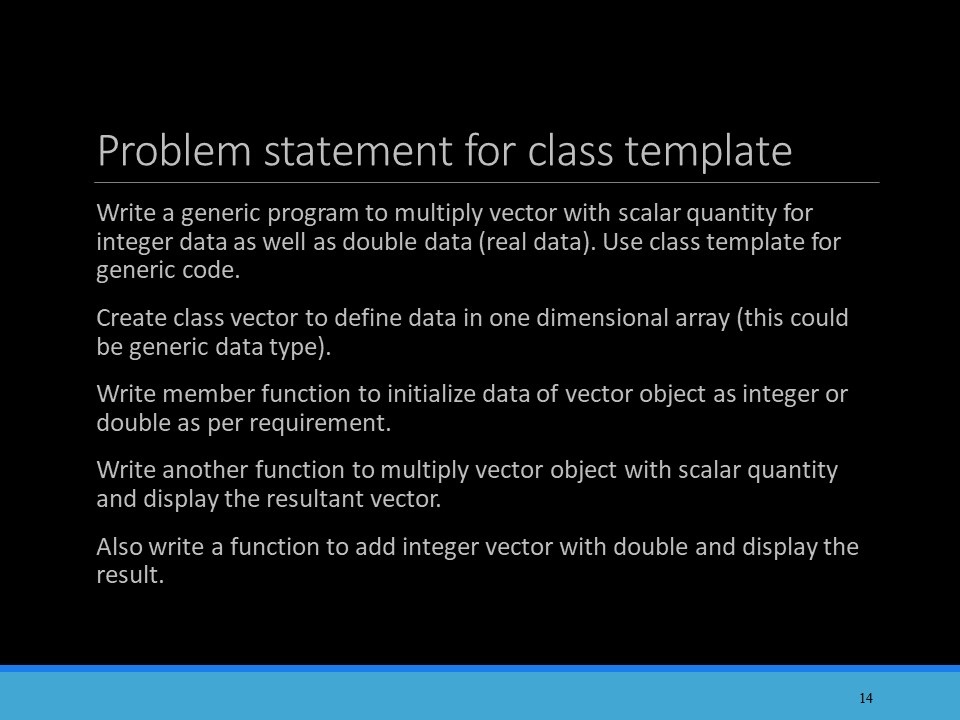 Problem statement for class template
Write a generic program to multiply vector with scalar quantity for
integer data as well as double data (real data). Use class template for
generic code.
Create class vector to define data in one dimensional array (this could
be generic data type).
Write member function to initialize data of vector object as integer or
double as per requirement.
Write another function to multiply vector object with scalar quantity
and display the resultant vector.
Also write a function to add integer vector with double and display the
result.
14